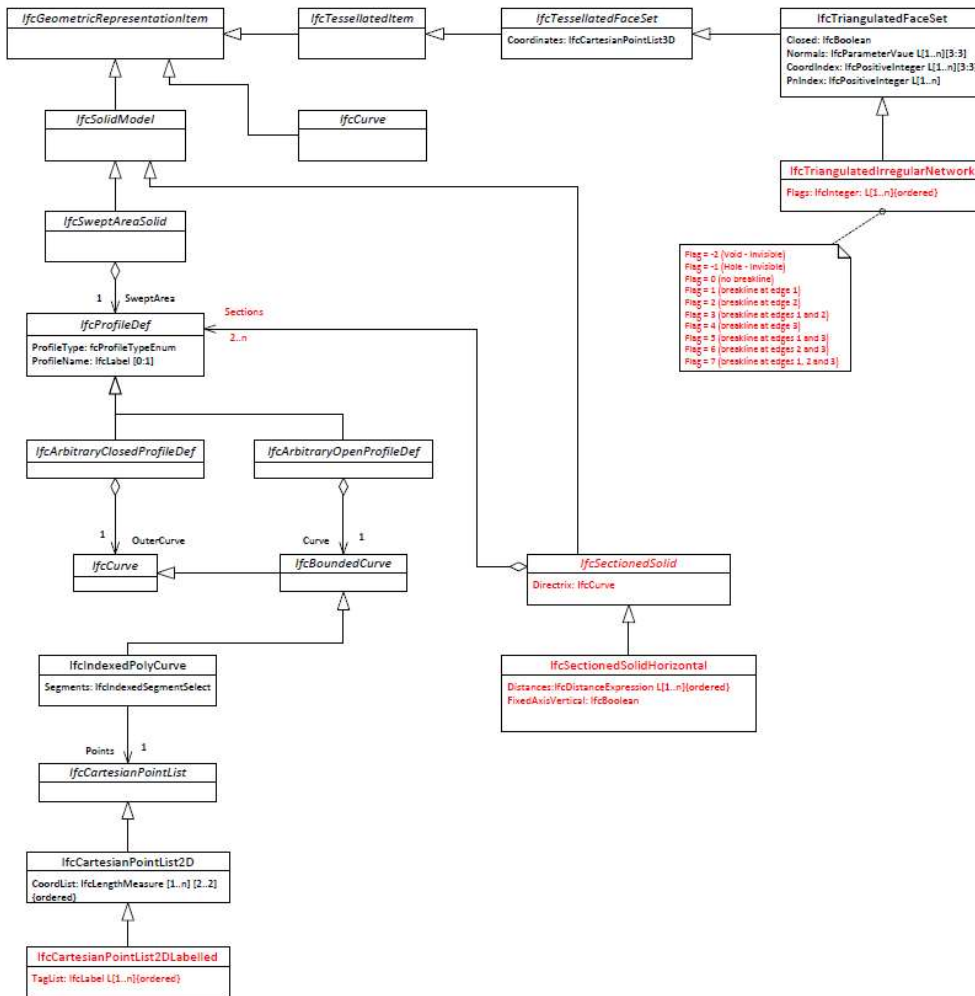 IfcGeometricRepresentationItem
IfcTessellatedItem
IfcTessellatedFaceSet
Coordinates: IfcCartesianPointList3D
IfcTriangulatedFaceSet
Closed: IfcBoolean
Normals: IfcParameterVaue L[1..n][3:3]
CoordIndex: IfcPositiveInteger L[1..n][3:3]
PnIndex: IfcPositiveInteger L[1..n]
IfcSolidModel
IfcCurve
IfcTriangulatedIrregularNetwork
Flags: IfcInteger: L[1..n]{ordered}
IfcSweptAreaSolid
Flag = -2 (Void - Invisible)
Flag = -1 (Hole - Invisible)
Flag = 0 (no breakline)
Flag = 1 (breakline at edge 1)
Flag = 2 (breakline at edge 2)
Flag = 3 (breakline at edges 1 and 2)
Flag = 4 (breakline at edge 3)
Flag = 5 (breakline at edges 1 and 3)
Flag = 6 (breakline at edges 2 and 3)
Flag = 7 (breakline at edges 1, 2 and 3)
1 SweptArea
Sections
2..n
IfcProfileDef
ProfileType: fcProfileTypeEnum
ProfileName: IfcLabel [0:1]
IfcArbitraryClosedProfileDef
IfcArbitraryOpenProfileDef
1 OuterCurve
Curve 1
IfcCurve
IfcBoundedCurve
IfcSectionedSolid
Directrix: IfcCurve
IfcIndexedPolyCurve
Segments: IfcIndexedSegmentSelect
IfcSectionedSolidHorizontal
Distances:IfcDistanceExpression L[1..n]{ordered}
FixedAxisVertical: IfcBoolean
Points 1
IfcCartesianPointList
IfcCartesianPointList2D
CoordList: IfcLengthMeasure [1..n] [2..2]
{ordered}
IfcCartesianPointList2DLabelled
TagList: IfcLabel L[1..n]{ordered}